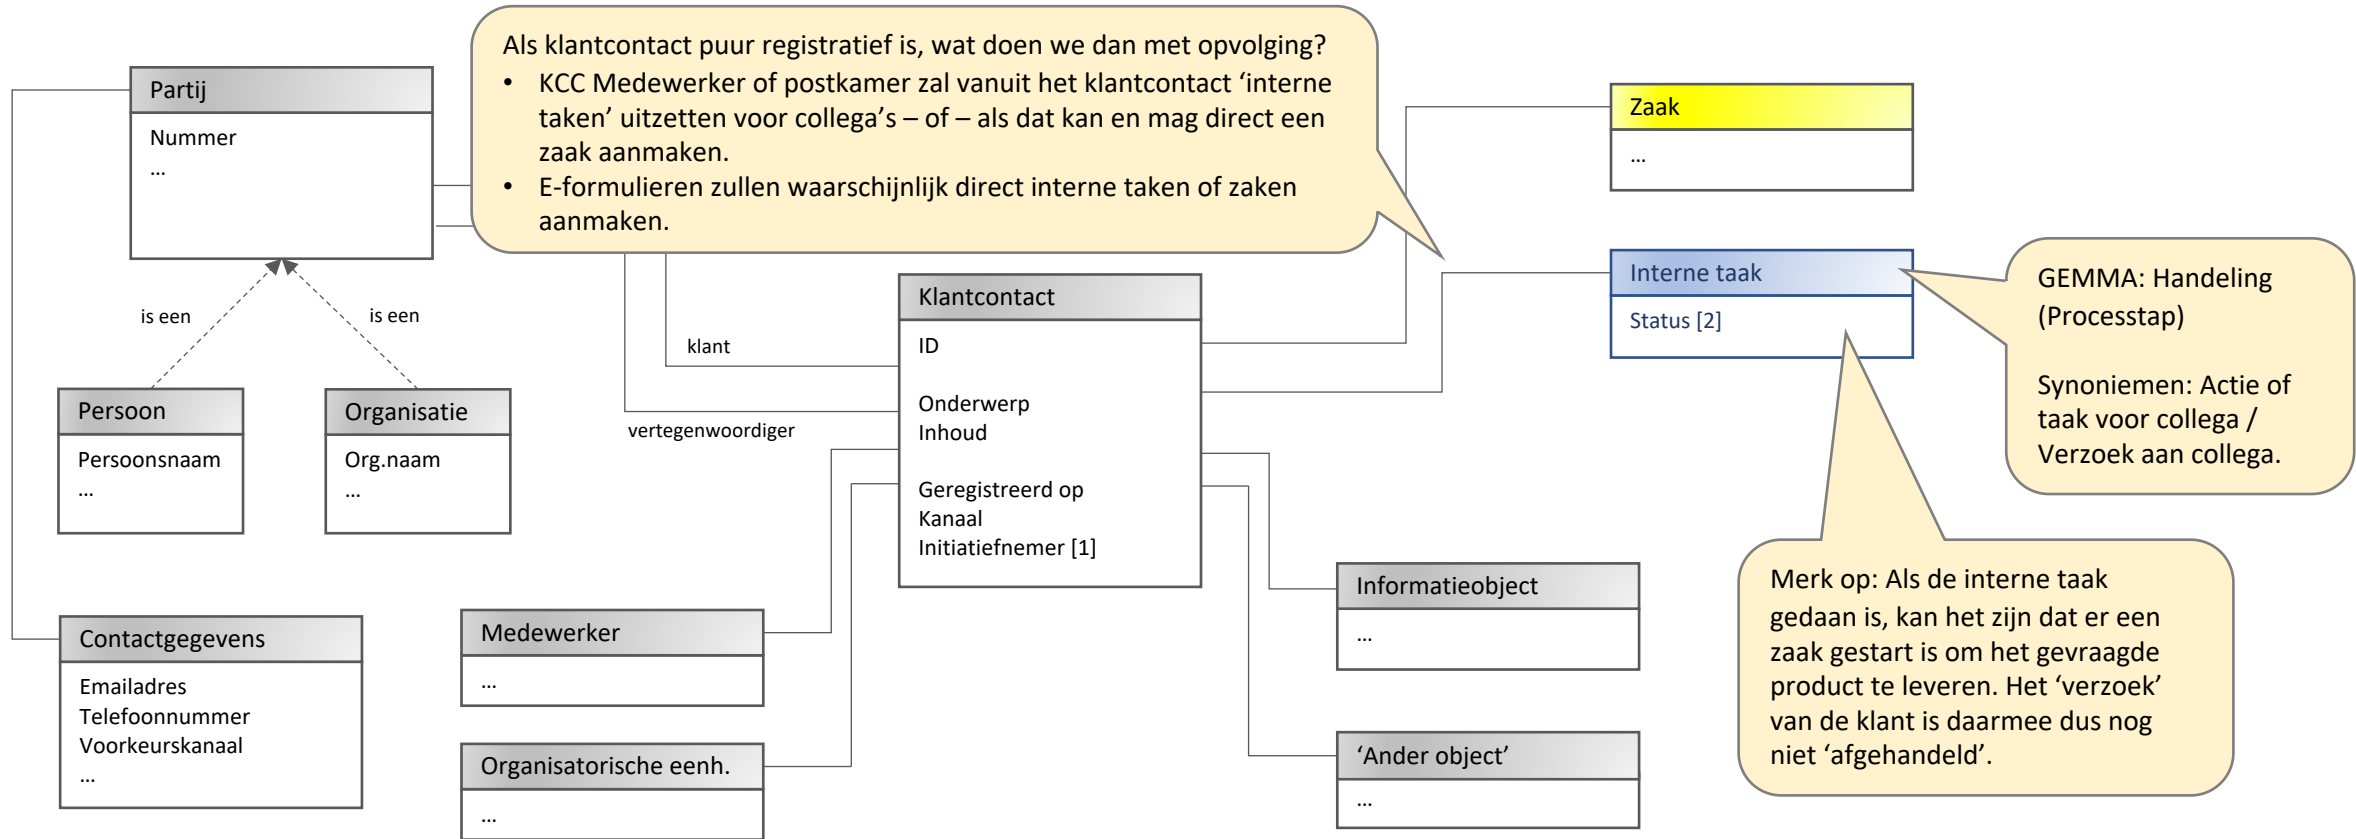 Als klantcontact puur registratief is, wat doen we dan met opvolging?
• KCC Medewerker of postkamer zal vanuit het klantcontact ‘interne
taken’ uitzetten voor collega’s – of – als dat kan en mag direct een
zaak aanmaken.
• E-formulieren zullen waarschijnlijk direct interne taken of zaken
aanmaken.
Partij
Nummer
...
is een
is een
Persoon
Persoonsnaam
...
Organisatie
Org.naam
...
Contactgegevens
Emailadres
Telefoonnummer
Voorkeurskanaal
...
klant
vertegenwoordiger
Medewerker
...
Organisatorische eenh.
...
Klantcontact
ID
Onderwerp
Inhoud
Geregistreerd op
Kanaal
Initiatiefnemer [1]
Zaak
...
Interne taak
Status [2]
GEMMA: Handeling
(Processtap)
Synoniemen: Actie of
taak voor collega /
Verzoek aan collega.
Informatieobject
...
‘Ander object’
...
Merk op: Als de interne taak
gedaan is, kan het zijn dat er een
zaak gestart is om het gevraagde
product te leveren. Het ‘verzoek’
van de klant is daarmee dus nog
niet ‘afgehandeld’.